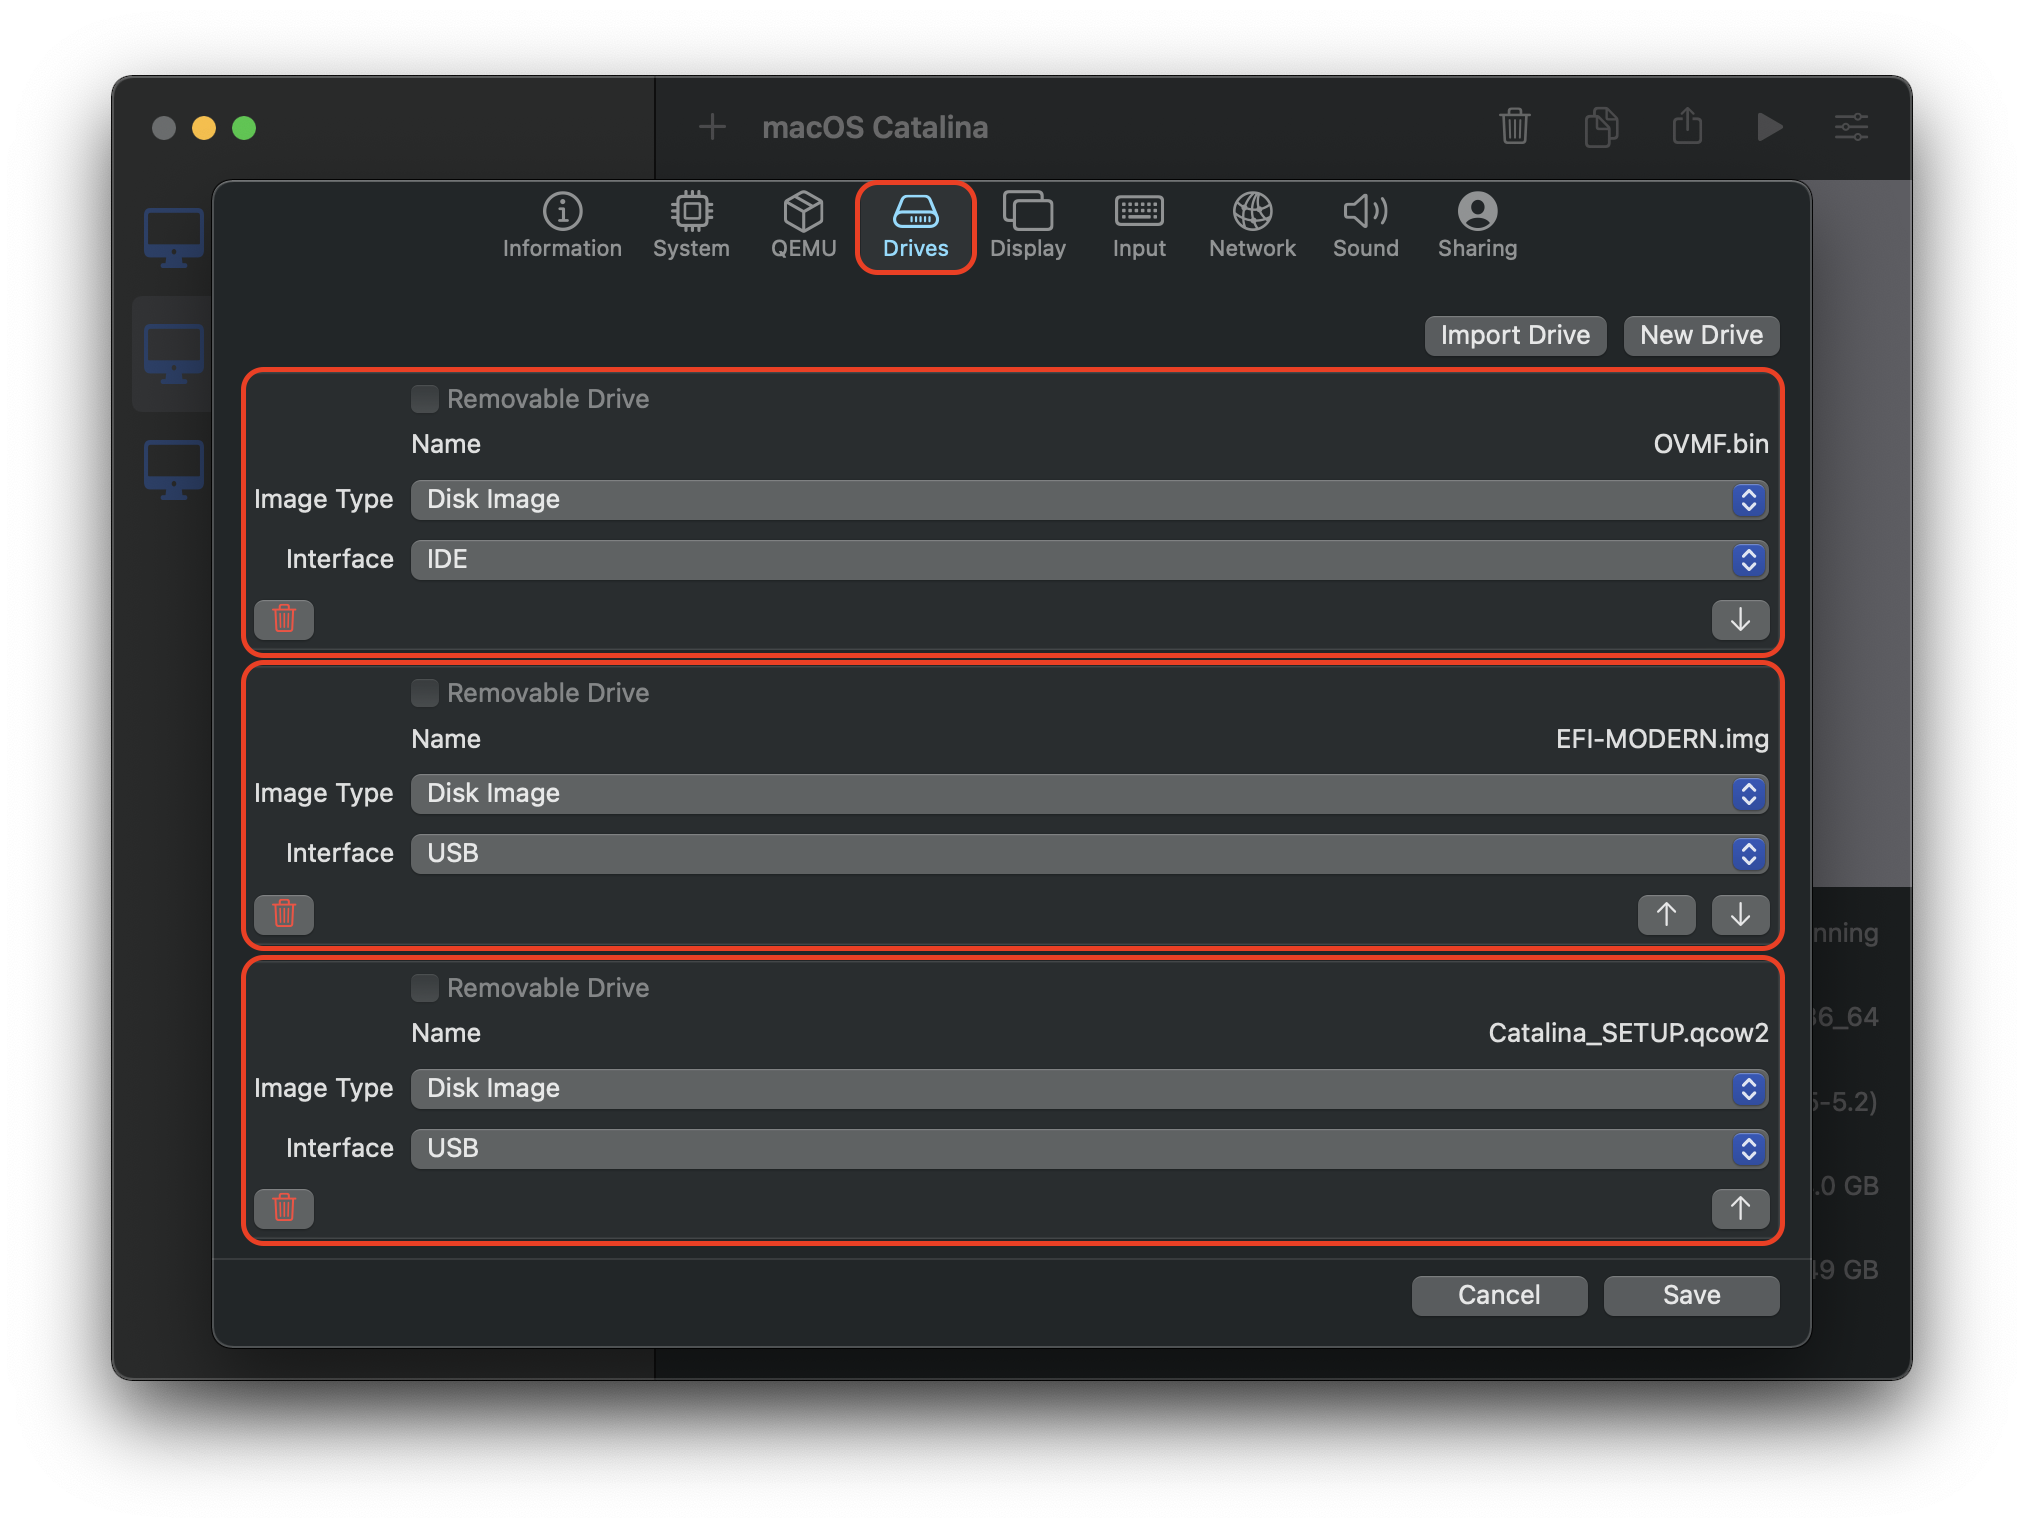 macOS Catalina
Information System QEMU Drives Display Input Network Sound Sharing
Import Drive New Drive
Removable Drive
Name OVMF.bin
Image Type Disk Image
Interface IDE
Removable Drive
Name EFI-MODERN.img
Image Type Disk Image
Interface USB
nning
Removable Drive
36_64
Name Catalina_SETUP.qcow2
Image Type Disk Image
5-5.2)
Interface USB
.0 GB
49 GB
Cancel Save